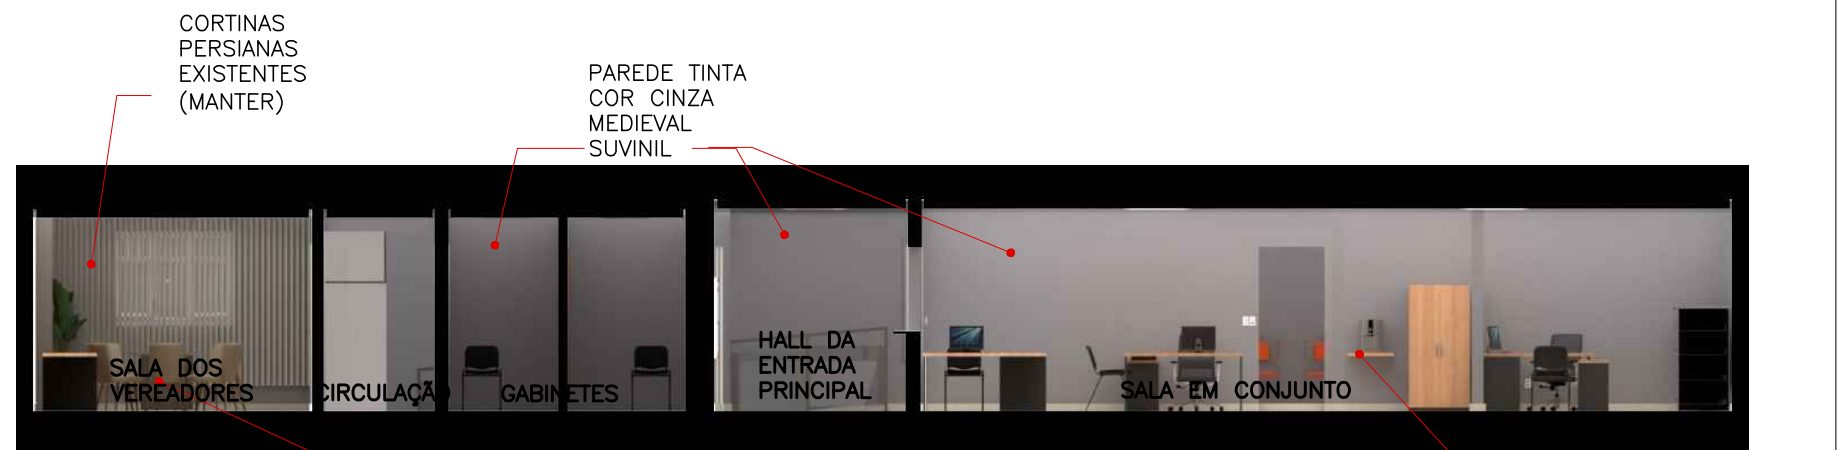 CORTINAS
PERSIANAS
EXISTENTES
(MANTER)
PAREDE TINTA
COR CINZA
MEDIEVAL
SUVINIL
SALA DOS
VEREADORES
CIRCULAÇÃO
GABINETES
HALL DA
ENTRADA
PRINCIPAL
SALA EM CONJUNTO